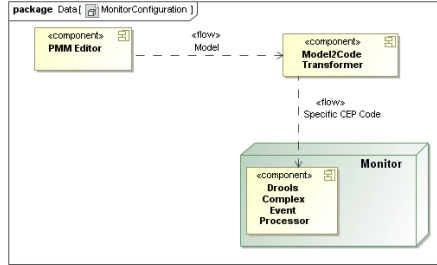 package Data[ MonitorConfiguration ]
«component»
PMM Editor
«flow»
Model
«component»
Model2Code
Transformer
«flow»
Specific CEP Code
Monitor
«component»
Drools
Complex
Event
Processor